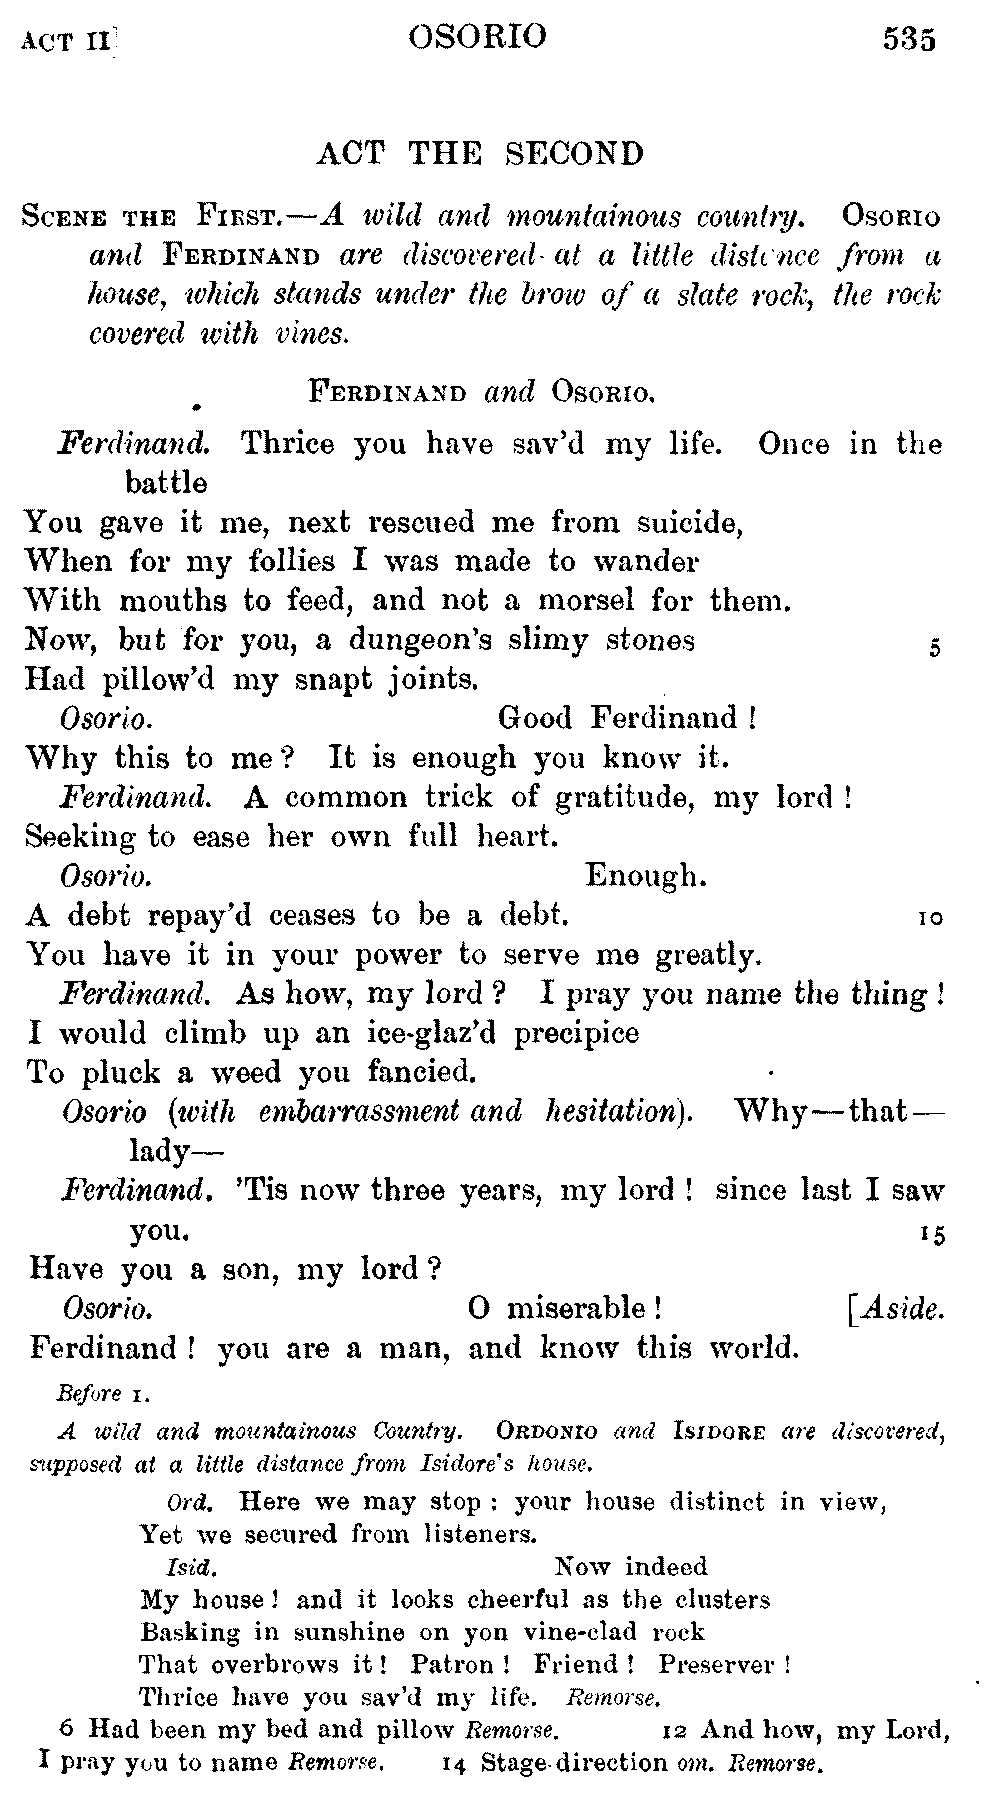 ACT II] OSORIO 535
ACT THE SECOND
SCENE THE FIRST.—A wild and mountainous country. OSORIO
and FERDINAND are discovered at a little distance from a
house, which stands under the brow of a slate rock, the rock
covered with vines.
FERDINAND and OSORIO.
Ferdinand. Thrice you have sav'd my life. Once in the
battle
You gave it me, next rescued me from suicide,
When for my follies I was made to wander
With mouths to feed, and not a morsel for them.
Now, but for you, a dungeon's slimy stones 5
Had pillow'd my snapt joints.
Osorio. Good Ferdinand !
Why this to me ? It is enough you know it.
Ferdinand. A common trick of gratitude, my lord !
Seeking to ease her own full heart.
Osorio. Enough.
A debt repay'd ceases to be a debt. 10
You have it in your power to serve me greatly.
Ferdinand. As how, my lord ? I pray you name the thing !
I would climb up an ice-glaz'd precipice
To pluck a weed you fancied.
Osorio (with embarrassment and hesitation). Why—that—
lady—
Ferdinand. 'Tis now three years, my lord ! since last I saw
you. 15
Have you a son, my lord ?
Osorio. O miserable ! [Aside.
Ferdinand ! you are a man, and know this world.
Before 1.
A wild and mountainous Country. ORDONIO and ISIDORE are discovered,
supposed at a little distance from Isidore's house.
Ord. Here we may stop : your house distinct in view,
Yet we secured from listeners.
Isid. Now indeed
My house ! and it looks cheerful as the clusters
Basking in sunshine on yon vine-clad rock
That overbrows it ! Patron ! Friend ! Preserver !
Thrice have you sav'd my life. Remorse.
6 Had been my bed and pillow Remorse. 12 And how, my Lord,
I pray you to name Remorse. 14 Stage-direction om. Remorse.